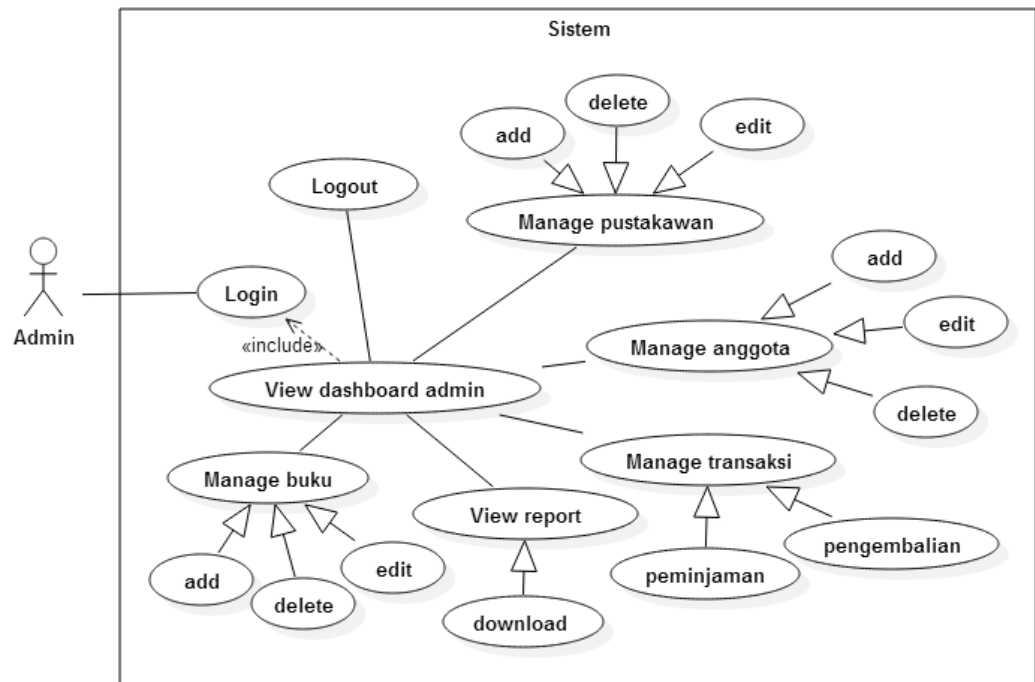 Sistem
delete
add
edit
Logout
Manage pustakawan
add
Login
edit
Admin
«include»
Manage anggota
View dashboard admin
delete
Manage transaksi
Manage buku
View report
pengembalian
add
edit
peminjaman
delete
download